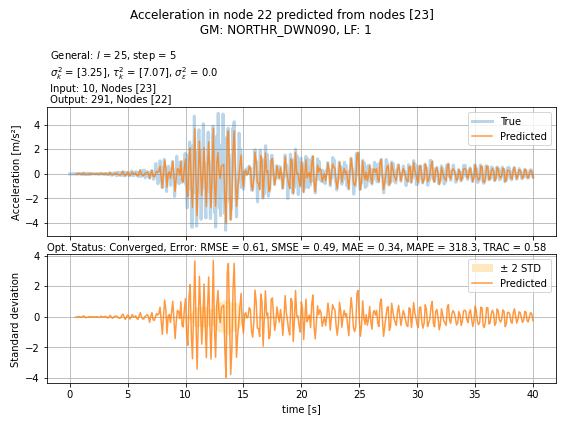 Acceleration in node 22 predicted from nodes [23]
GM: NORTHR_DWN090, LF: 1
General: l = 25, step = 5
σ²ₖ = [3.25], τ²ₖ = [7.07], σ²ε = 0.0
Input: 10, Nodes [23]
Output: 291, Nodes [22]
Acceleration [m/s²]
4
2
0
−2
−4
True
Predicted
Opt. Status: Converged, Error: RMSE = 0.61, SMSE = 0.49, MAE = 0.34, MAPE = 318.3, TRAC = 0.58
Standard deviation
4
2
0
−2
−4
± 2 STD
Predicted
0 5 10 15 20 25 30 35 40
time [s]